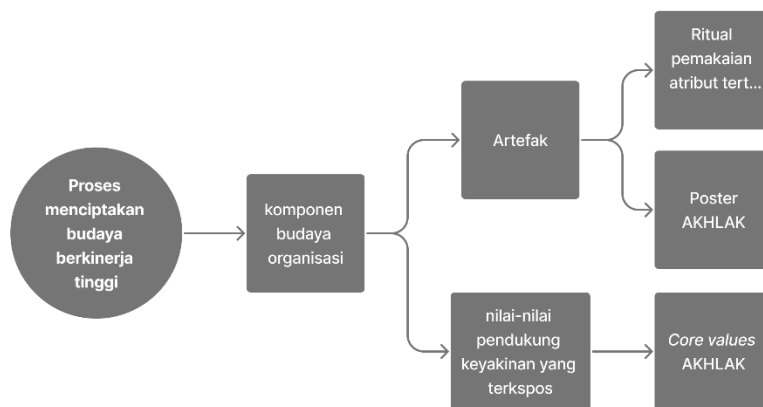 Proses
menciptakan
budaya
berkinerja
tinggi
komponen
budaya
organisasi
Artefak
Ritual
pemakaian
atribut tert...
Poster
AKHLAK
nilai-nilai
pendukung
keyakinan yang
terkspos
Core values
AKHLAK